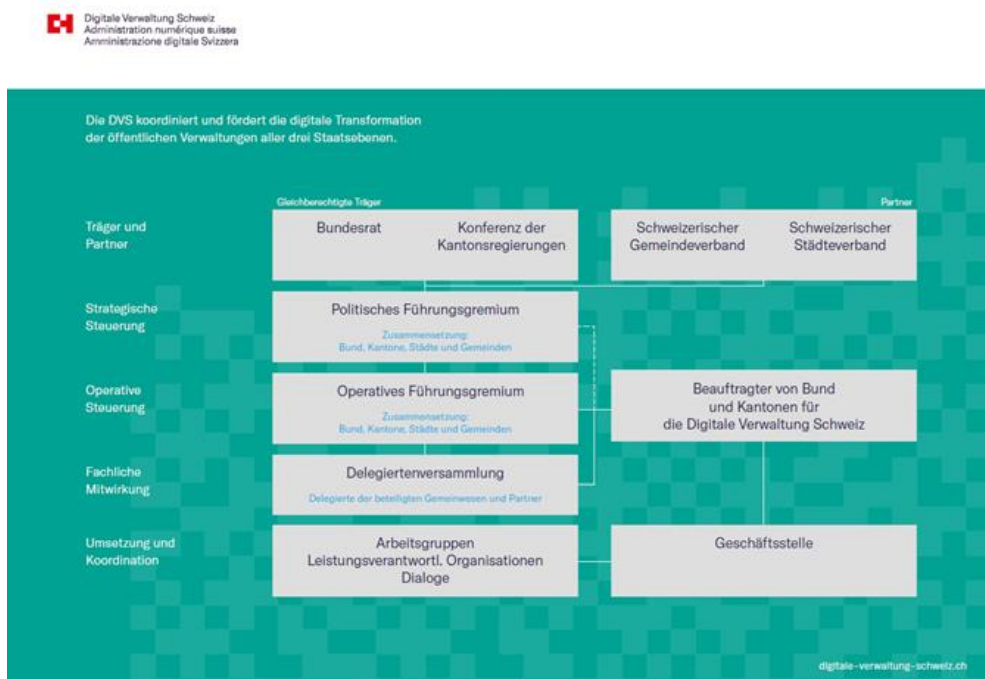 Digitale Verwaltung Schweiz
Administration numérique suisse
Amministrazione digitale Svizzera
Die DVS koordiniert und fördert die digitale Transformation
der öffentlichen Verwaltungen aller drei Staatsebenen.
Gleichberechtigte Träger
Partner
Träger und
Partner
Bundesrat
Konferenz der
Kantonsregierungen
Schweizerischer
Gemeindeverband
Schweizerischer
Städteverband
Strategische
Steuerung
Politisches Führungsgremium
Zusammensetzung:
Bund, Kantone, Städte und Gemeinden
Operative
Steuerung
Operatives Führungsgremium
Zusammensetzung:
Bund, Kantone, Städte und Gemeinden
Beauftragter von Bund
und Kantonen für
die Digitale Verwaltung Schweiz
Fachliche
Mitwirkung
Delegiertenversammlung
Delegierte der beteiligten Gemeinwesen und Partner
Umsetzung und
Koordination
Arbeitsgruppen
Leistungsverantwortl. Organisationen
Dialoge
Geschäftsstelle
digitale-verwaltung-schweiz.ch